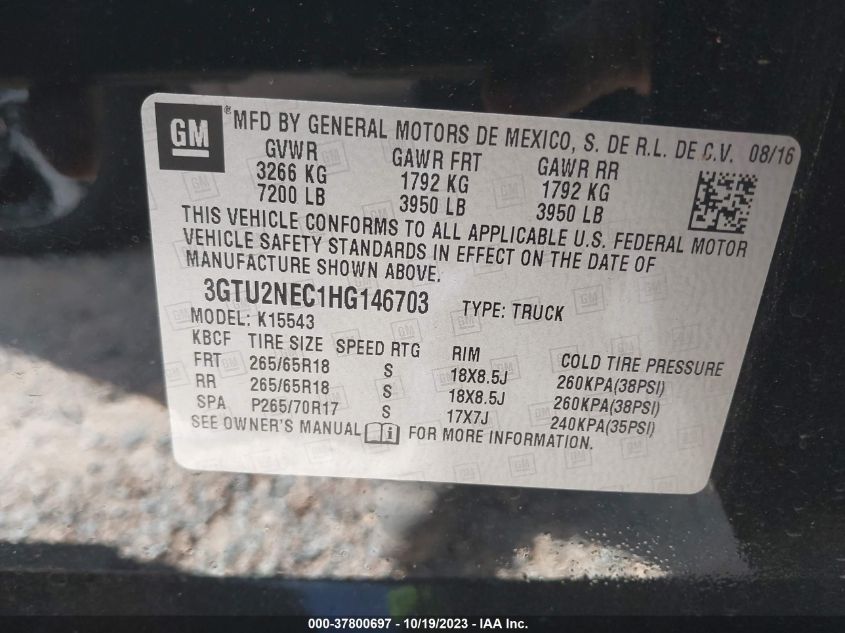 GM ® MFD BY GENERAL MOTORS DE MEXICO, S. DE R.L. DE C.V. 08/16
GVWR GAWR FRT GAWR RR
3266 KG 1792 KG 1792 KG
7200 LB 3950 LB 3950 LB
THIS VEHICLE CONFORMS TO ALL APPLICABLE U.S. FEDERAL MOTOR
VEHICLE SAFETY STANDARDS IN EFFECT ON THE DATE OF
MANUFACTURE SHOWN ABOVE.
3GTU2NEC1HG146703 TYPE: TRUCK
MODEL: K15543
KBCF TIRE SIZE SPEED RTG RIM COLD TIRE PRESSURE
FRT 265/65R18 S 18X8.5J 260KPA(38PSI)
RR 265/65R18 S 18X8.5J 260KPA(38PSI)
SPA P265/70R17 S 17X7J 240KPA(35PSI)
SEE OWNER'S MANUAL i FOR MORE INFORMATION.
000-37800697 - 10/19/2023 - IAA Inc.